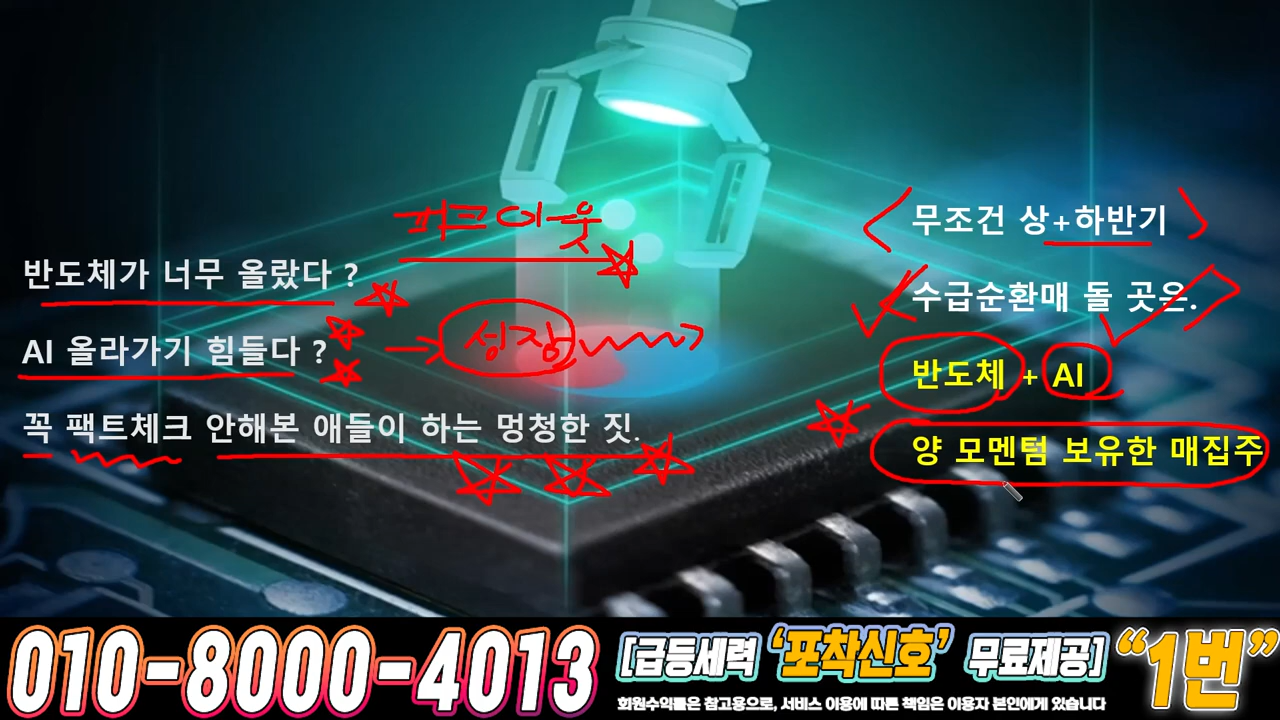 반도체가 너무 올랐다 ?
AI 올라가기 힘들다 ?
꼭 팩트체크 안해본 애들이 하는 멍청한 짓.
피크아웃
성장
무조건 상+하반기
수급순환매 돌 곳은.
반도체 + AI
양 모멘텀 보유한 매집주
010-8000-4013
[급등세력 '포착신호' 무료제공] "1번"
회원수익률은 참고용으로, 서비스 이용에 따른 책임은 이용자 본인에게 있습니다